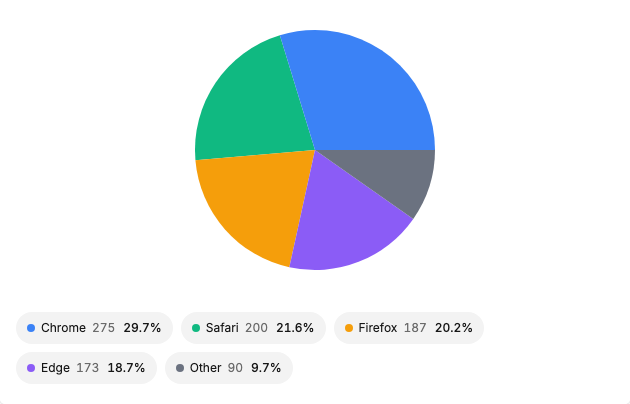 Chrome 275 29.7% Safari 200 21.6% Firefox 187 20.2%
Edge 173 18.7% Other 90 9.7%